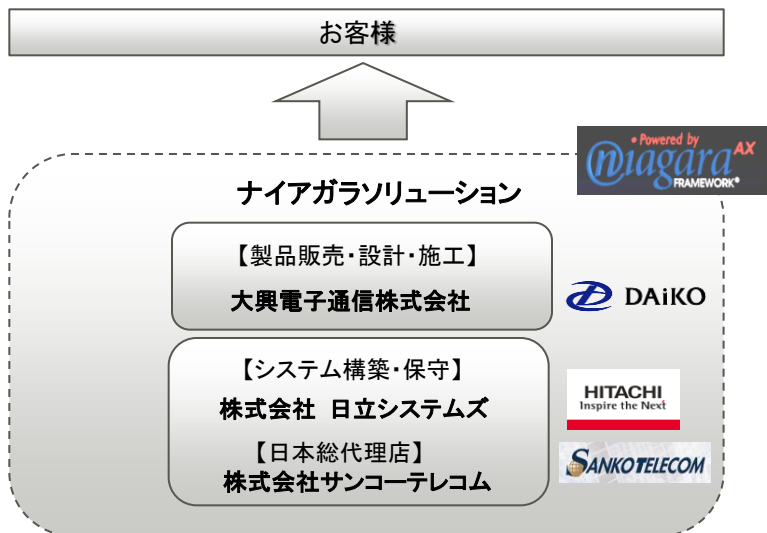 お客様
• Powered by
niagara AX
FRAMEWORK®
ナイアガラソリューション
【製品販売・設計・施工】
大興電子通信株式会社
DAiKO
【システム構築・保守】
株式会社 日立システムズ
HITACHI
Inspire the Next
【日本総代理店】
株式会社サンコーテレコム
SANKOTELECOM